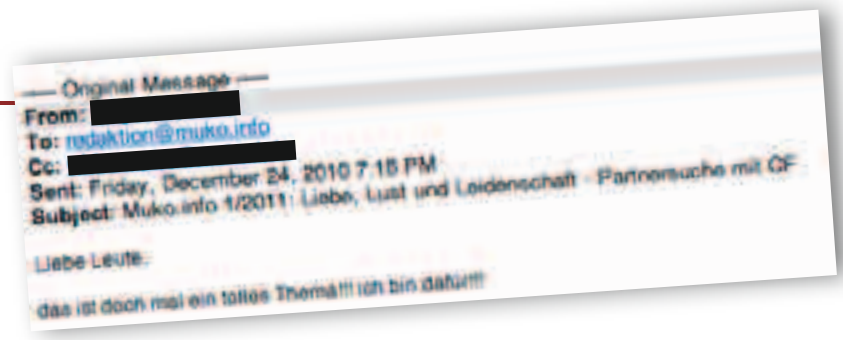 ---- Original Message ----
From:
To: redaktion@muko.info
Cc:
Sent: Friday, December 24, 2010 7:15 PM
Subject: Muko.info 1/2011: Liebe, Lust und Leidenschaft - Partnersuche mit CF
Liebe Leute,
das ist doch mal ein tolles Thema!!! ich bin dafür!!!